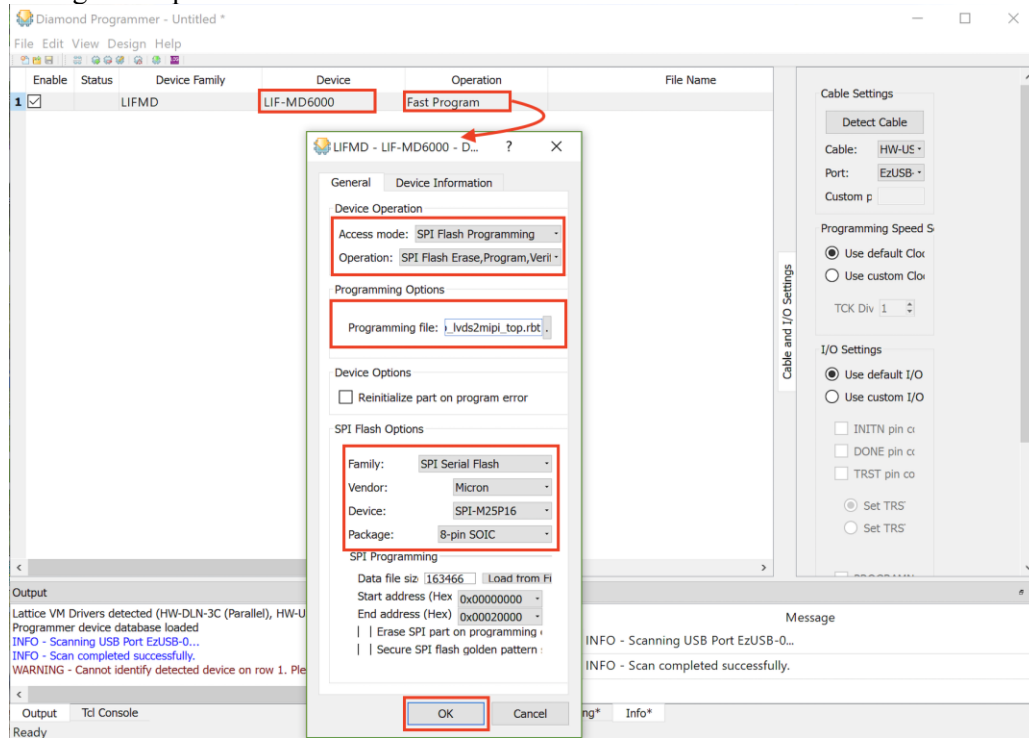 Diamond Programmer - Untitled *
File Edit View Design Help
Enable Status Device Family Device Operation File Name
1 LIFMD LIF-MD6000 Fast Program
LIFMD - LIF-MD6000 - D... ? ×
General Device Information
Device Operation
Access mode: SPI Flash Programming
Operation: SPI Flash Erase,Program,Veri
Programming Options
Programming file: _lvds2mipi_top.rbt .
Device Options
Reinitialize part on program error
SPI Flash Options
Family: SPI Serial Flash
Vendor: Micron
Device: SPI-M25P16
Package: 8-pin SOIC
SPI Programming
Data file siz 163466 Load from Fi
Start address (Hex 0x00000000
End address (Hex) 0x00020000
Erase SPI part on programming
Secure SPI flash golden pattern
OK Cancel
Cable and I/O Settings
Cable Settings
Detect Cable
Cable: HW-US
Port: EzUSB-
Custom p
Programming Speed S
Use default Cloc
Use custom Clo
TCK Div 1
I/O Settings
Use default I/O
Use custom I/O
INITN pin c
DONE pin c
TRST pin co
Set TRS
Set TRS
Output
Lattice VM Drivers detected (HW-DLN-3C (Parallel), HW-U
Programmer device database loaded
INFO - Scanning USB Port EzUSB-0...
INFO - Scan completed successfully.
WARNING - Cannot identify detected device on row 1. Ple
Message
INFO - Scanning USB Port EzUSB-0...
INFO - Scan completed successfully.
Output Tcl Console ng* Info*
Ready